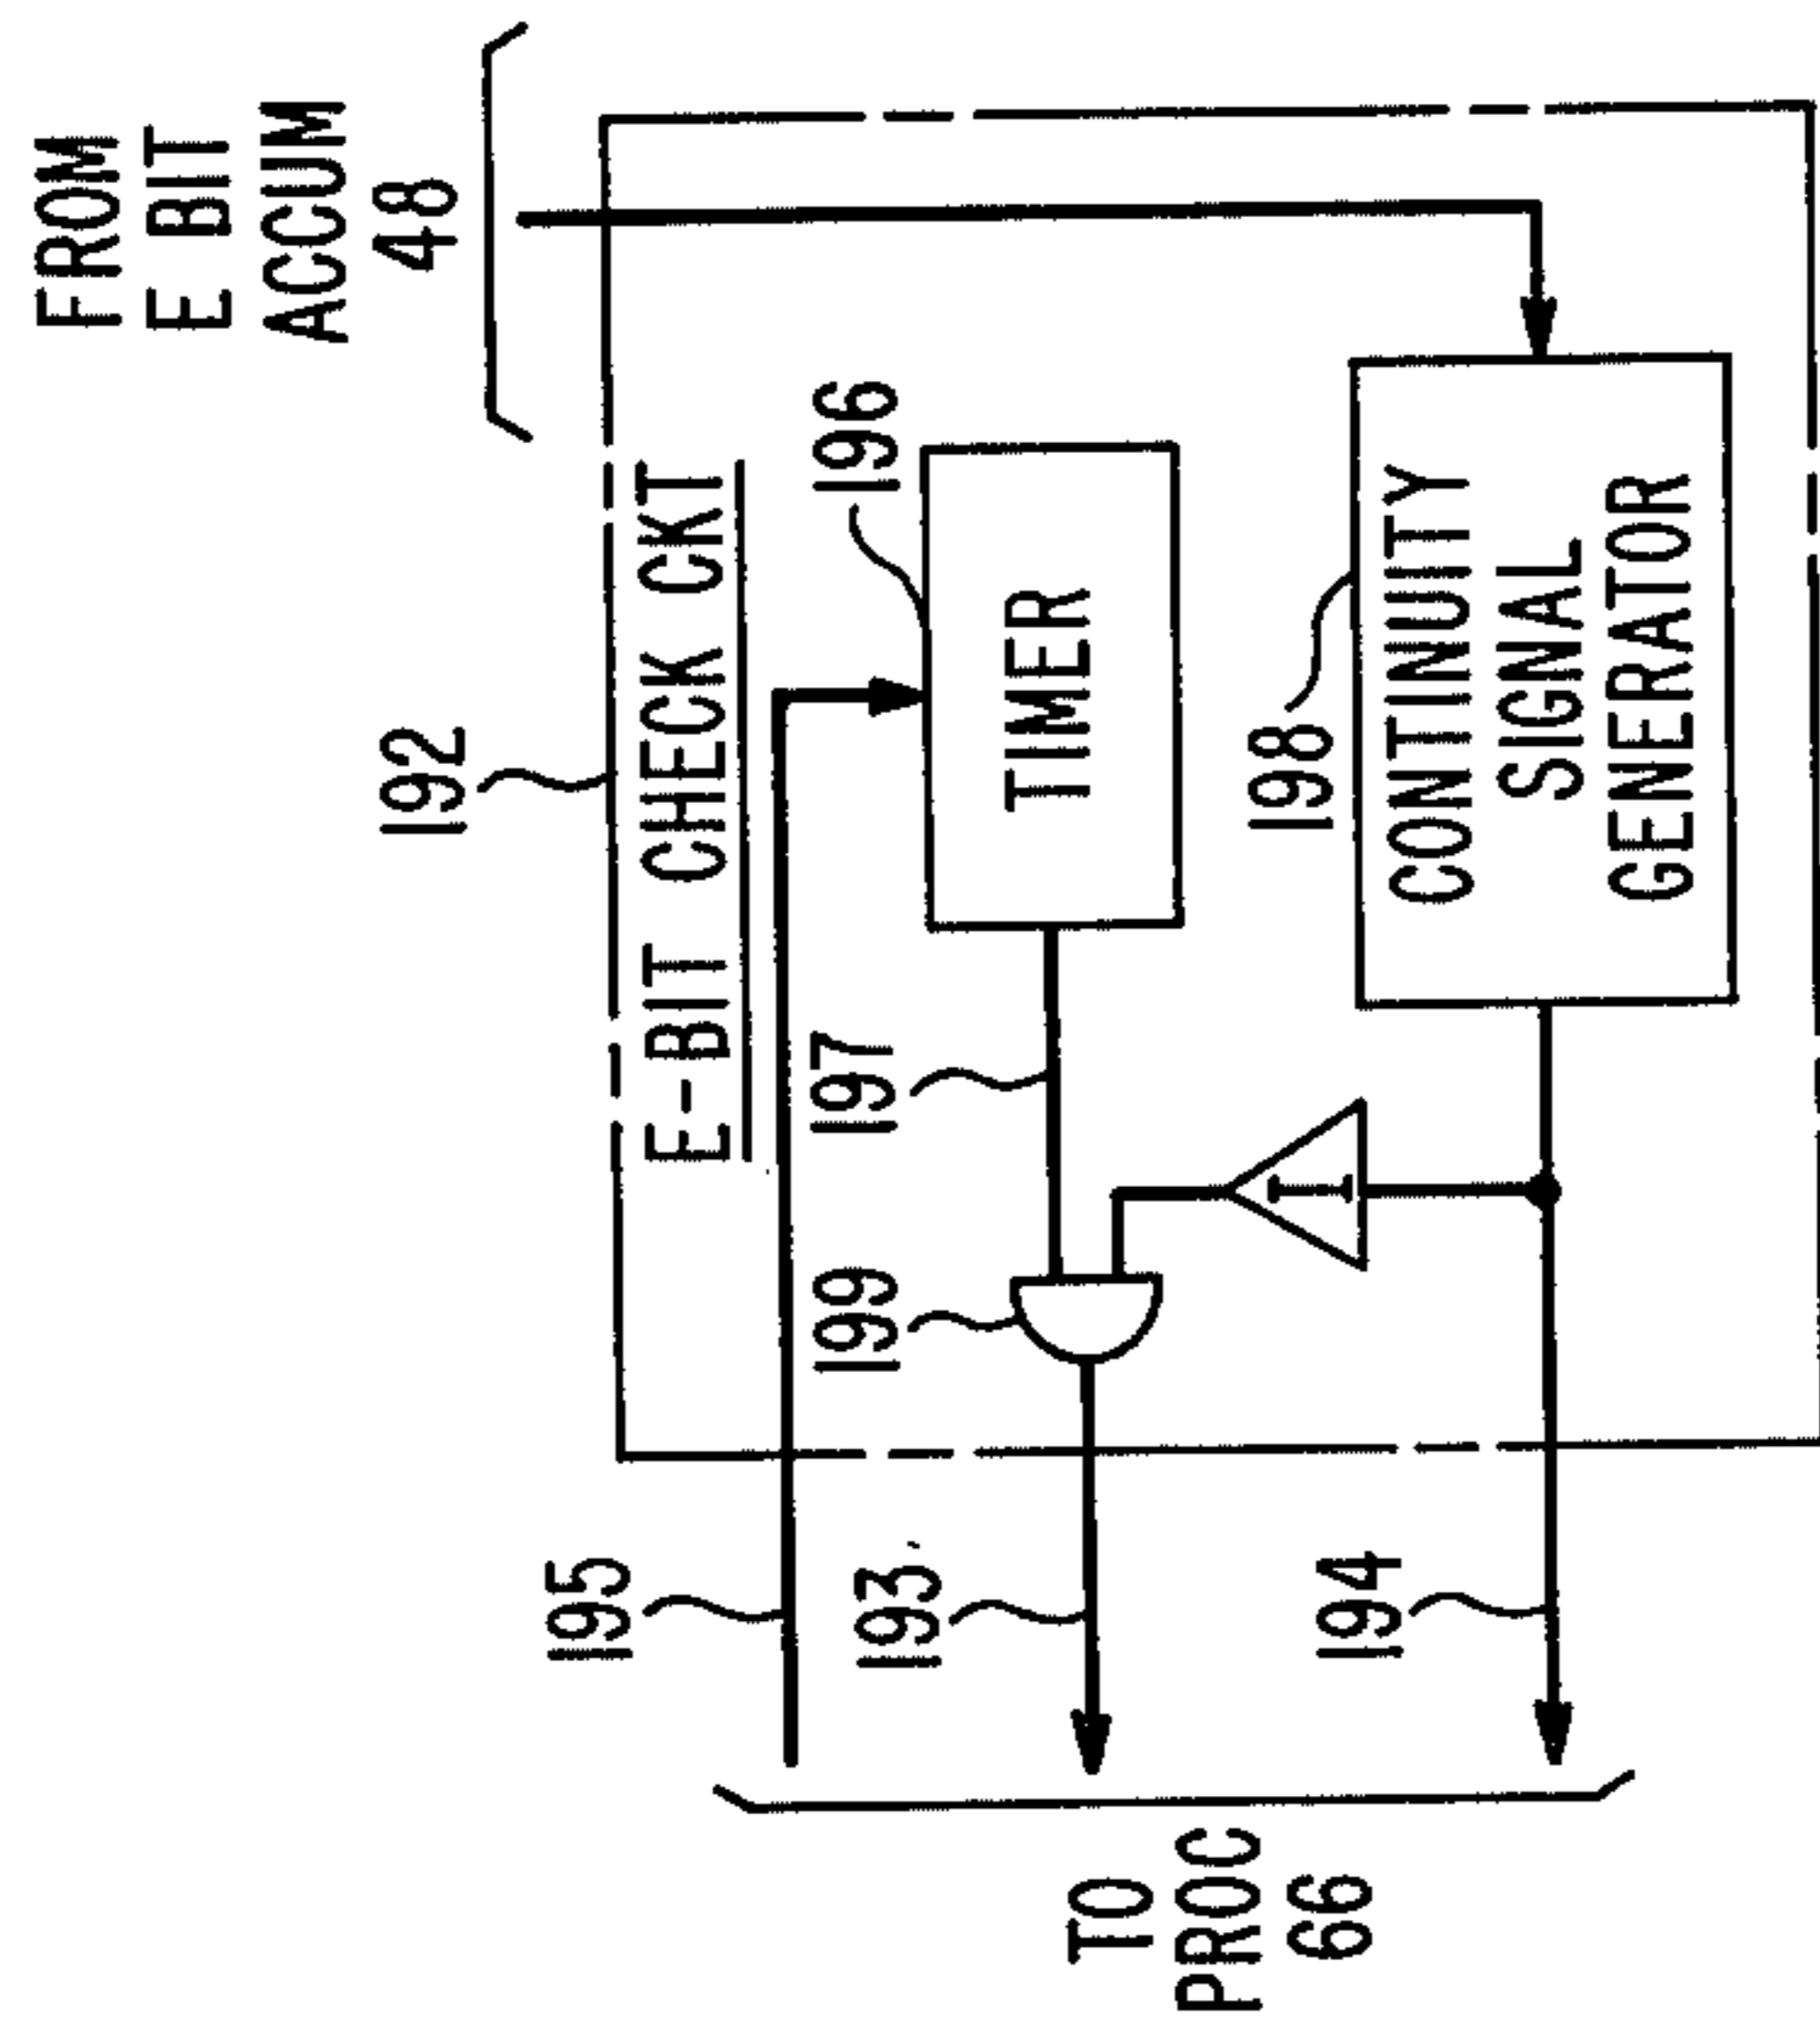 FROM
E BIT
ACCUM
48
192
E-BIT CHECK CKT
195
199
197
196
TIMER
193
I
198
194
CONTINUITY
SIGNAL
GENERATOR
TO
PROC
66